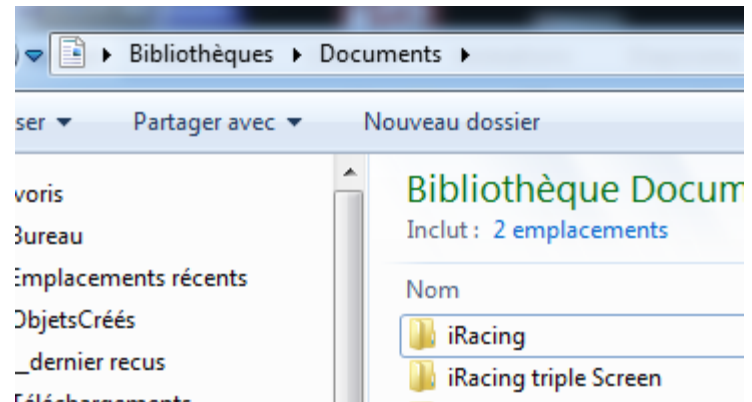 Bibliothèques Documents
ser Partager avec Nouveau dossier
voris
Bureau
Emplacements récents
ObjetsCréés
_dernier recus
Téléchargements
Bibliothèque Docum
Inclut : 2 emplacements
Nom
iRacing
iRacing triple Screen